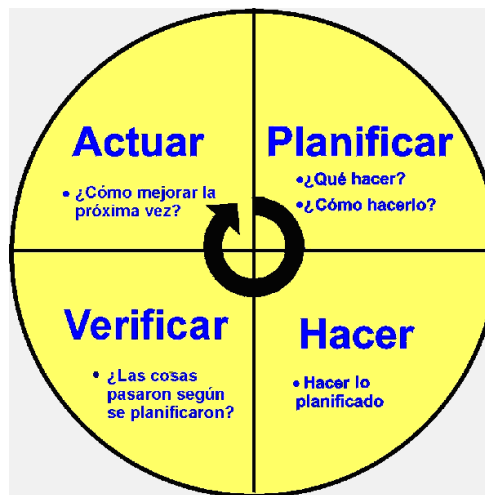 Actuar
• ¿Cómo mejorar la
próxima vez?
Planificar
•¿Qué hacer?
•¿Cómo hacerlo?
Verificar
• ¿Las cosas
pasaron según
se planificaron?
Hacer
• Hacer lo
planificado